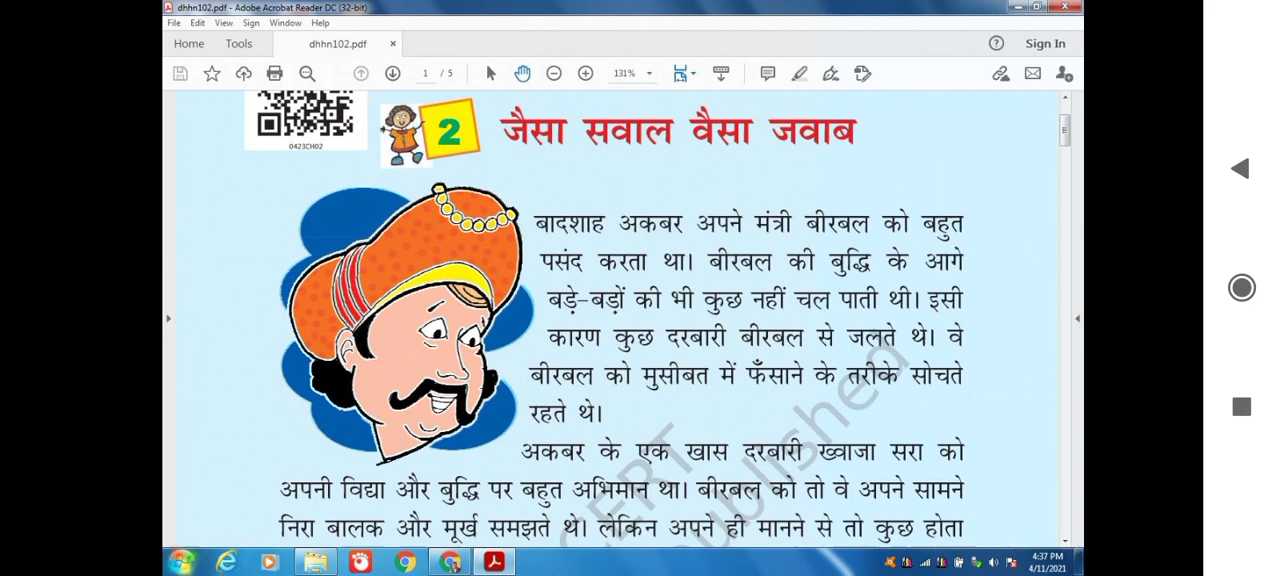 dhhn102.pdf - Adobe Acrobat Reader DC (32-bit)
File Edit View Sign Window Help
Home Tools dhhn102.pdf × Sign In
1 / 5 131%
0423CH02
2 जैसा सवाल वैसा जवाब
बादशाह अकबर अपने मंत्री बीरबल को बहुत
पसंद करता था। बीरबल की बुद्धि के आगे
बड़े-बड़ों की भी कुछ नहीं चल पाती थी। इसी
कारण कुछ दरबारी बीरबल से जलते थे। वे
बीरबल को मुसीबत में फँसाने के तरीके सोचते
रहते थे।
अकबर के एक खास दरबारी ख्वाजा सरा को
अपनी विद्या और बुद्धि पर बहुत अभिमान था। बीरबल को तो वे अपने सामने
निरा बालक और मूर्ख समझते थे। लेकिन अपने ही मानने से तो कुछ होता
published
4:37 PM
4/11/2021